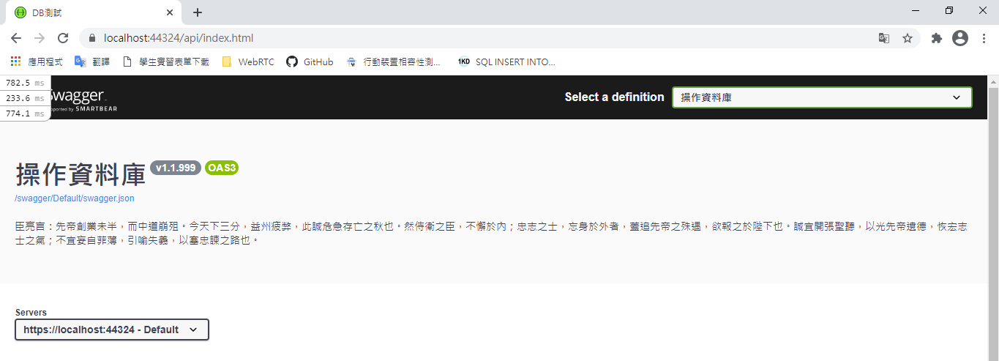 DB測試
localhost:44324/api/index.html
應用程式 翻譯 學生實習表單下載 WebRTC GitHub 行動裝置相容性測... 1KD SQL INSERT INTO...
782.5 ms
233.6 ms
774.1 ms
Swagger
supported by SMARTBEAR
Select a definition 操作資料庫
操作資料庫 v1.1.999 OAS3
/swagger/Default/swagger.json
臣亮言：先帝創業未半，而中道崩殂。今天下三分，益州疲弊，此誠危急存亡之秋也。然侍衛之臣，不懈於內；忠志之士，忘身於外者，蓋追先帝之殊遇，欲報之於陛下也。誠宜開張聖聽，以光先帝遺德，恢宏志
士之氣；不宜妄自菲薄，引喻失義，以塞忠諫之路也。
Servers
https://localhost:44324 - Default